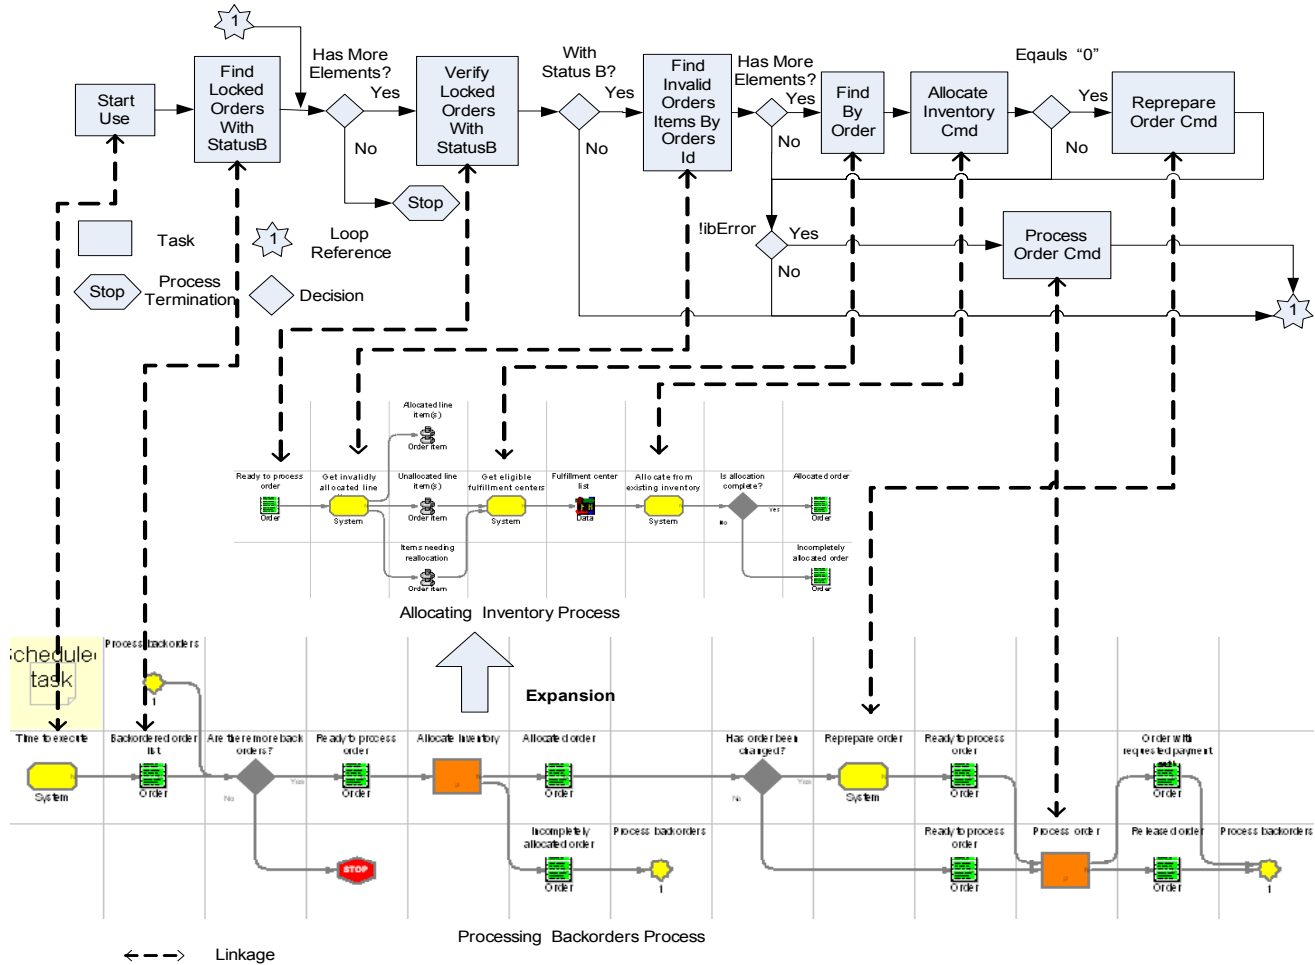 1
Start
Use
Find
Locked
Orders
With
StatusB
Has More
Elements?
Yes
No
Stop
Verify
Locked
Orders
With
StatusB
With
Status B?
Yes
No
Find
Invalid
Orders
Items By
Orders
Id
Has More
Elements?
Yes
No
Find
By
Order
Allocate
Inventory
Cmd
Eqauls "0"
Yes
No
Reprepare
Order Cmd
!ibError
Yes
No
Process
Order Cmd
1
Task
1
Loop
Reference
Stop
Process
Termination
Decision
Allocated line
item(s)
Order item
Ready to process
order
Order
Get invalidly
allocated line
System
Unallocated line
item(s)
Order item
Get eligible
fulfillment centers
System
Fulfillment center
list
Data
Allocate from
existing inventory
System
Is allocation
complete?
Yes
No
Allocated order
Order
Items needing
reallocation
Order item
Incompletely
allocated order
Order
Allocating Inventory Process
Expansion
Schedule
task
Process backorders
1
Time to execute
System
Backordered order
list
Order
Are there more back
orders?
Yes
No
Ready to process
order
Order
Allocate Inventory
Allocated order
Order
Has order been
changed?
Yes
No
Reprepare order
System
Ready to process
order
Order
Order with
requested payment
Order
STOP
Incompletely
allocated order
Order
Process backorders
1
Ready to process
order
Order
Process order
Released order
Order
Process backorders
1
Processing Backorders Process
Linkage